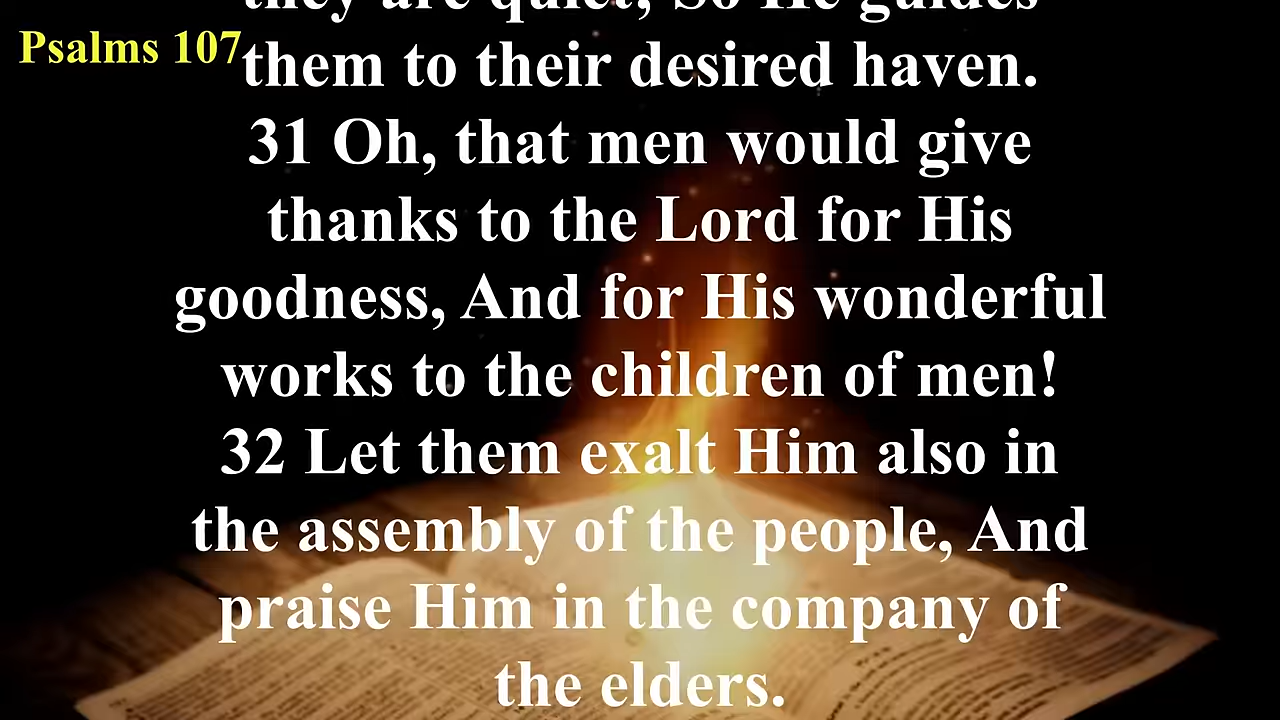 they are quiet; So He guides
Psalms 107
them to their desired haven.
31 Oh, that men would give
thanks to the Lord for His
goodness, And for His wonderful
works to the children of men!
32 Let them exalt Him also in
the assembly of the people, And
praise Him in the company of
the elders.